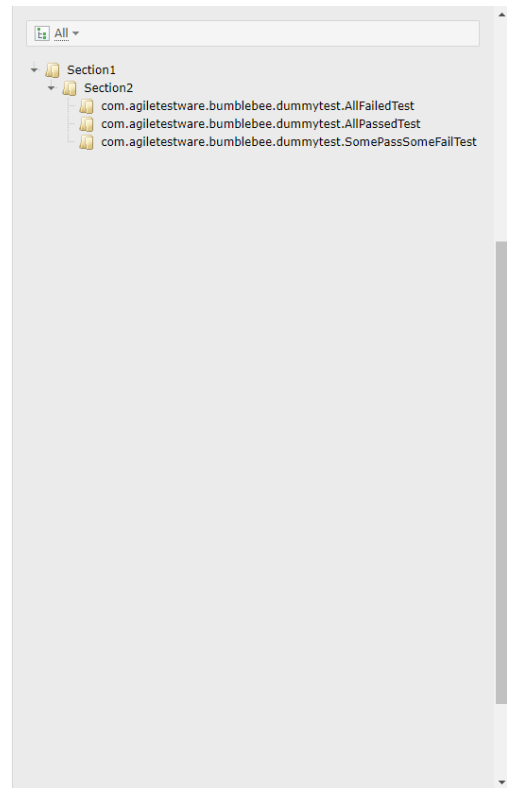 All
Section1
Section2
com.agiletestware.bumblebee.dummytest.AllFailedTest
com.agiletestware.bumblebee.dummytest.AllPassedTest
com.agiletestware.bumblebee.dummytest.SomePassSomeFailTest